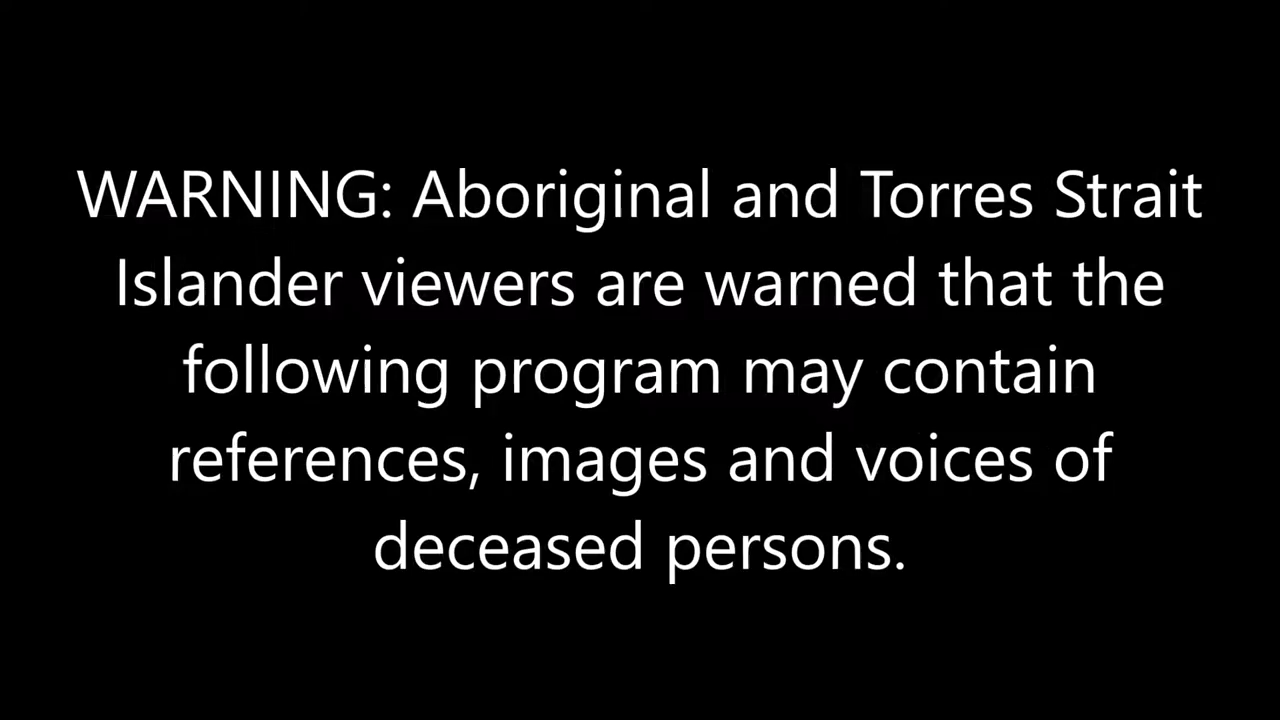 WARNING: Aboriginal and Torres Strait
Islander viewers are warned that the
following program may contain
references, images and voices of
deceased persons.